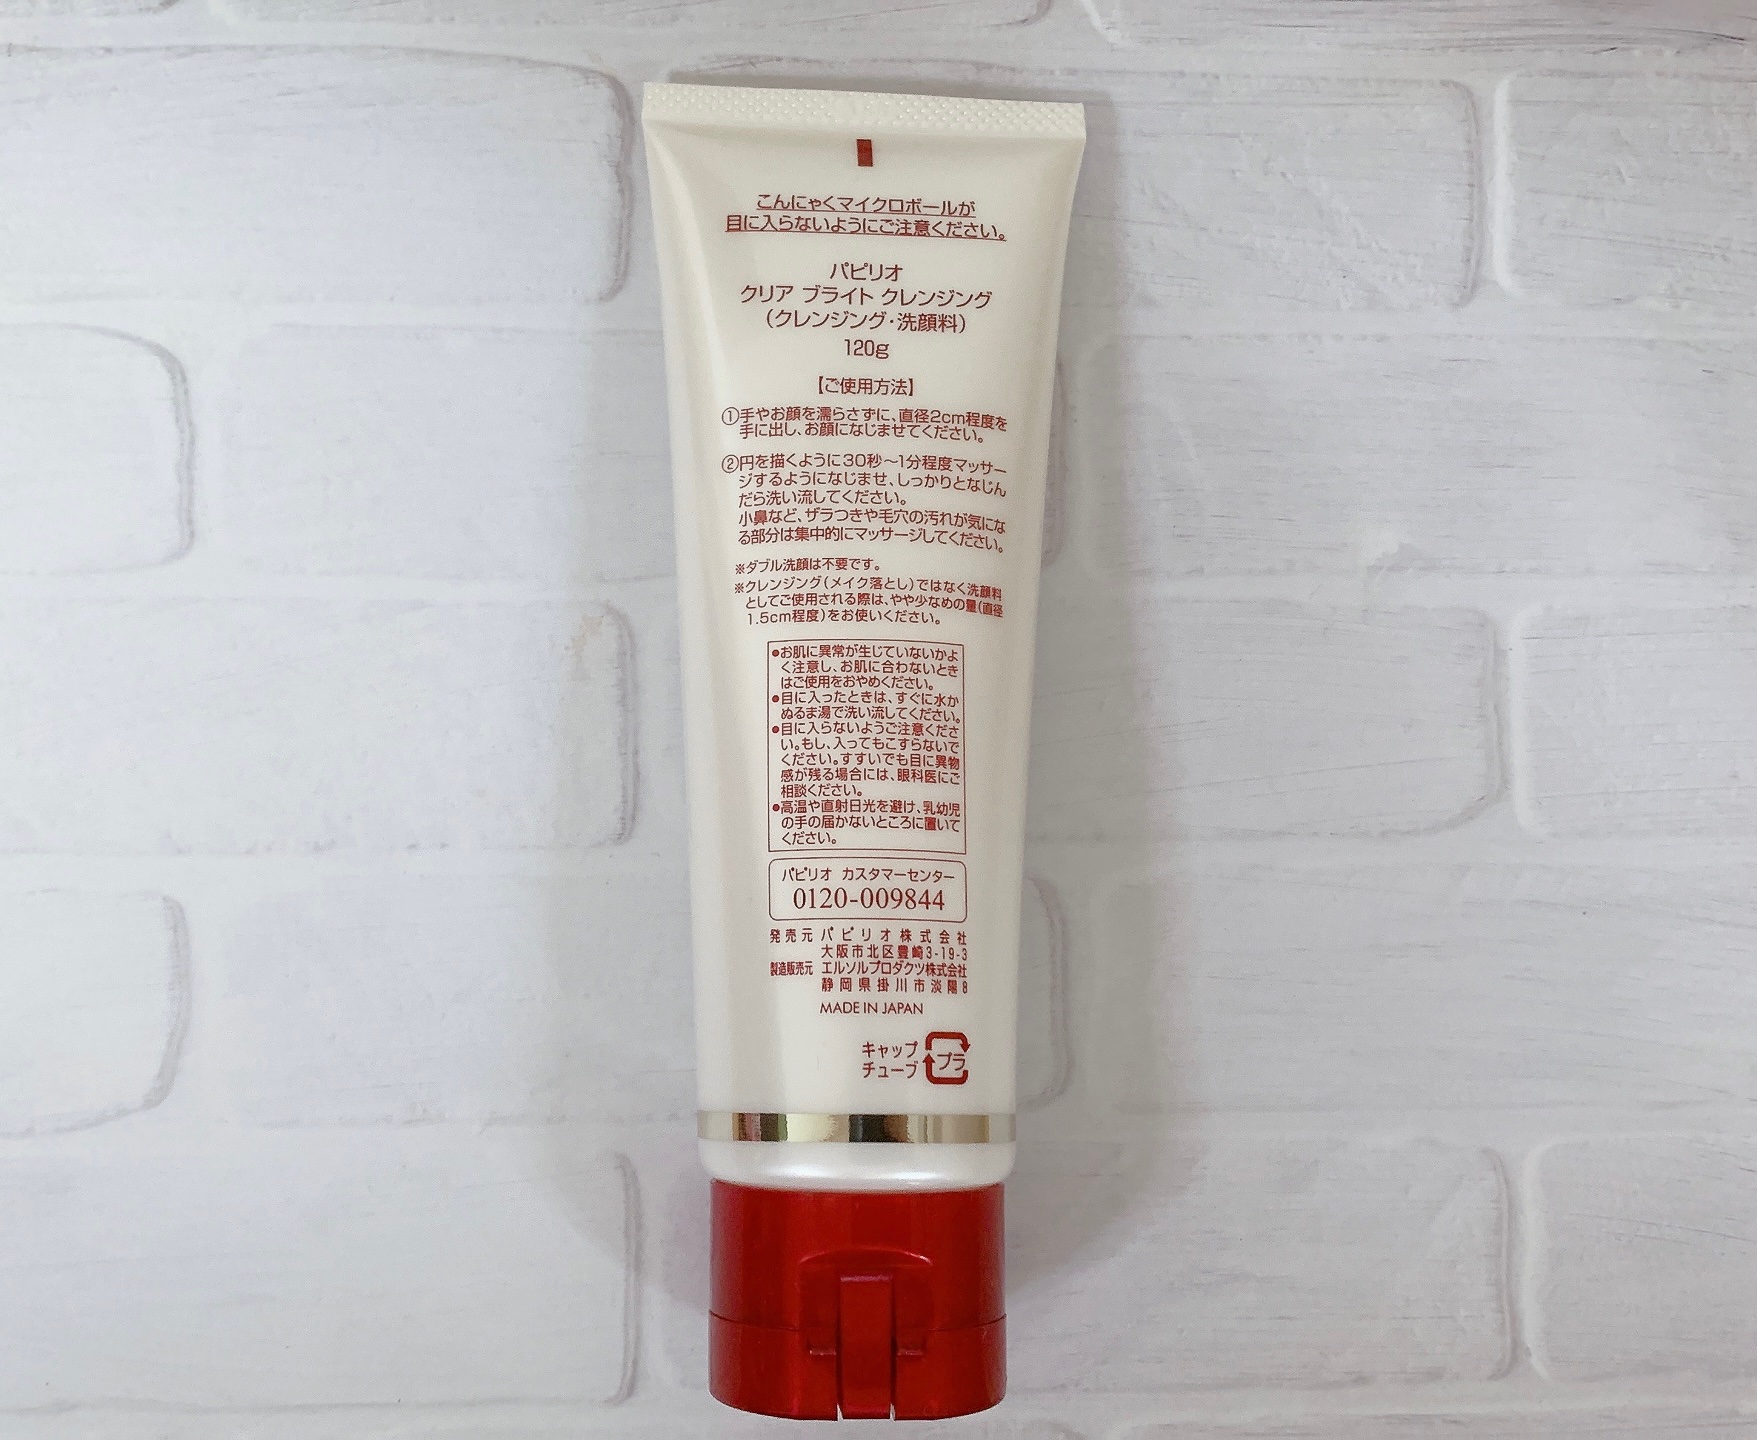 こんにゃくマイクロボールが
目に入らないようにご注意ください。
パピリオ
クリア ブライト クレンジング
(クレンジング・洗顔料)
120g
【ご使用方法】
①手やお顔を濡らさずに、直径2cm程度を
手に出し、お顔になじませてください。
②円を描くように30秒〜1分程度マッサー
ジするようになじませ、しっかりとなじん
だら洗い流してください。
小鼻など、ザラつきや毛穴の汚れが気にな
る部分は集中的にマッサージしてください。
※ダブル洗顔は不要です。
※クレンジング(メイク落とし)ではなく洗顔料
としてご使用される際は、やや少なめの量(直径
1.5cm程度)をお使いください。
●お肌に異常が生じていないかよ
く注意し、お肌に合わないとき
はご使用をおやめください。
●目に入ったときは、すぐに水か
ぬるま湯で洗い流してください。
●目に入らないようご注意くださ
い。もし、入ってもこすらないで
ください。すすいでも目に異物
感が残る場合には、眼科医にご
相談ください。
●高温や直射日光を避け、乳幼児
の手の届かないところに置いて
ください。
パピリオ カスタマーセンター
0120-009844
発売元 パピリオ株式会社
大阪市北区豊崎3-19-3
製造販売元 エルソルプロダクツ株式会社
静岡県掛川市淡陽8
MADE IN JAPAN
キャップ
チューブ
プラ